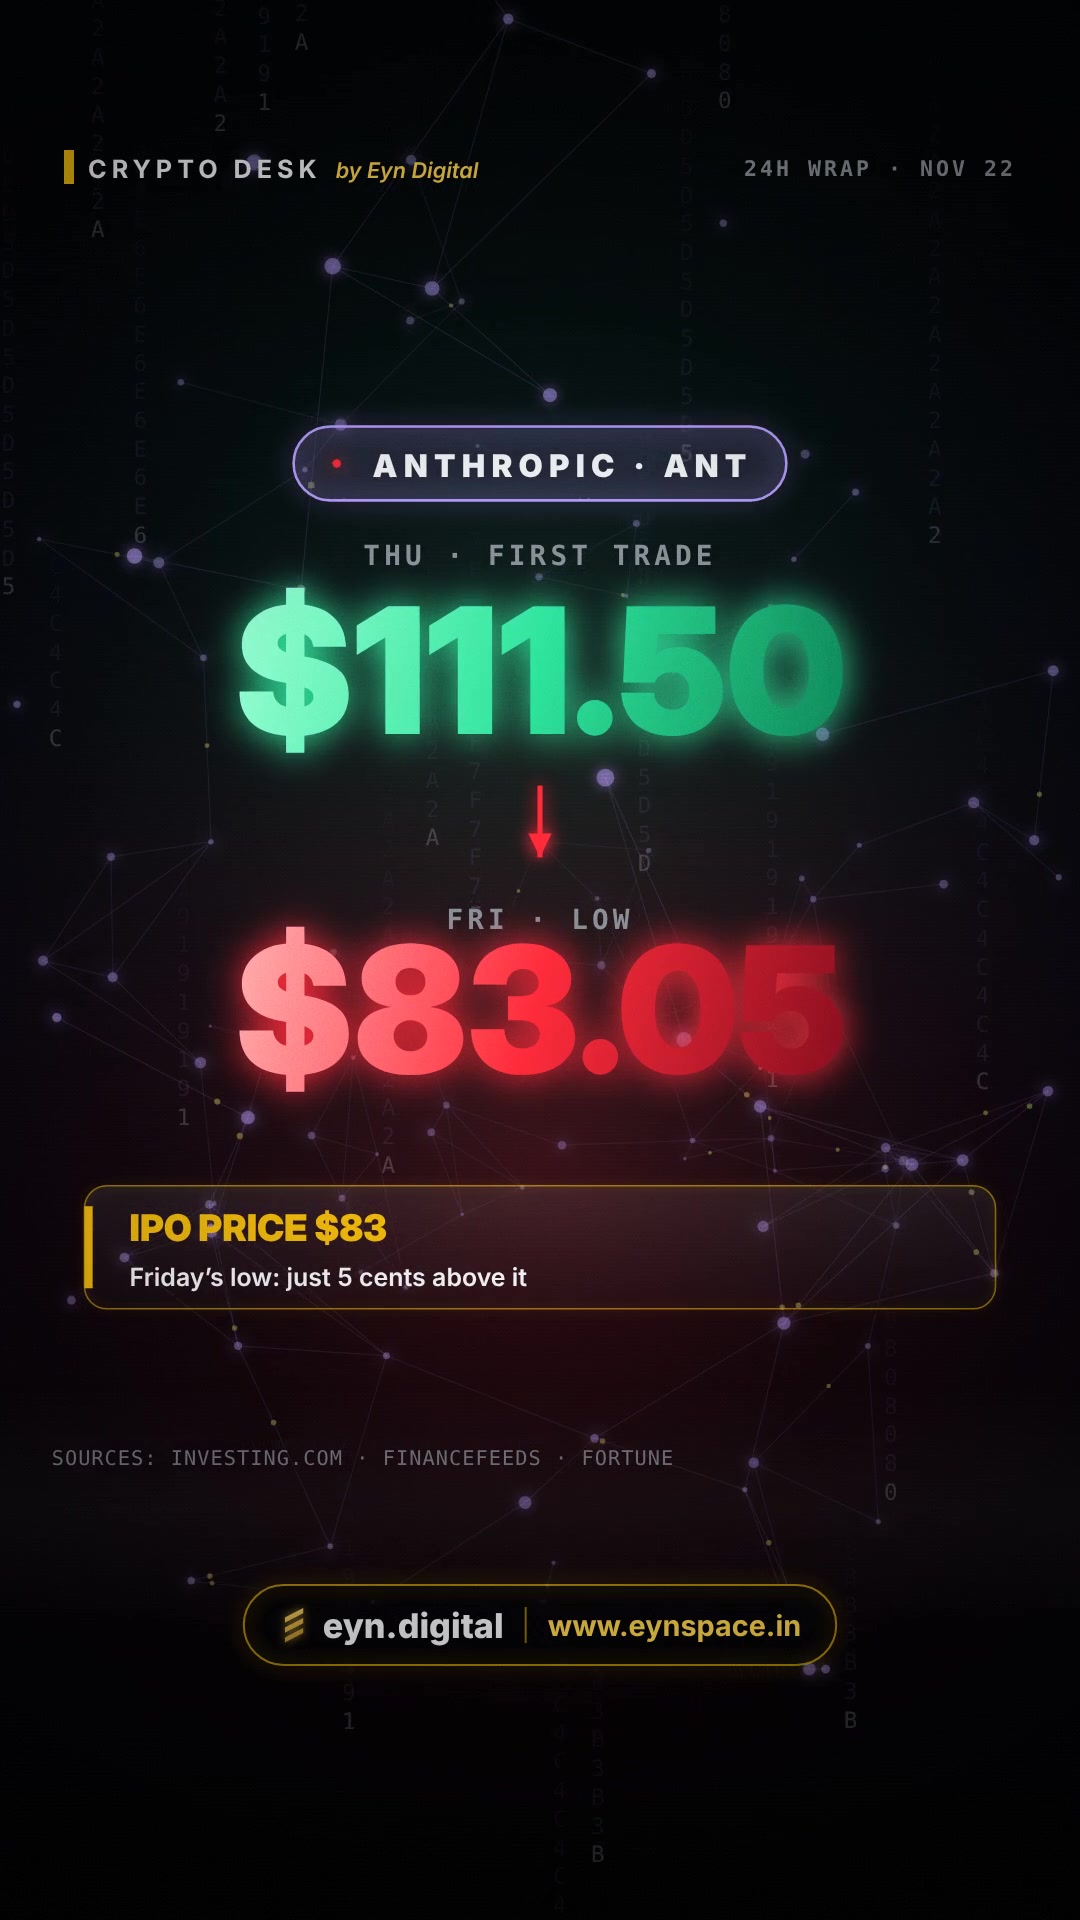 CRYPTO DESK by Eyn Digital
24H WRAP · NOV 22
ANTHROPIC · ANT
THU · FIRST TRADE
$111.50
FRI · LOW
$83.05
IPO PRICE $83
Friday’s low: just 5 cents above it
SOURCES: INVESTING.COM · FINANCEFEEDS · FORTUNE
eyn.digital | www.eynspace.in